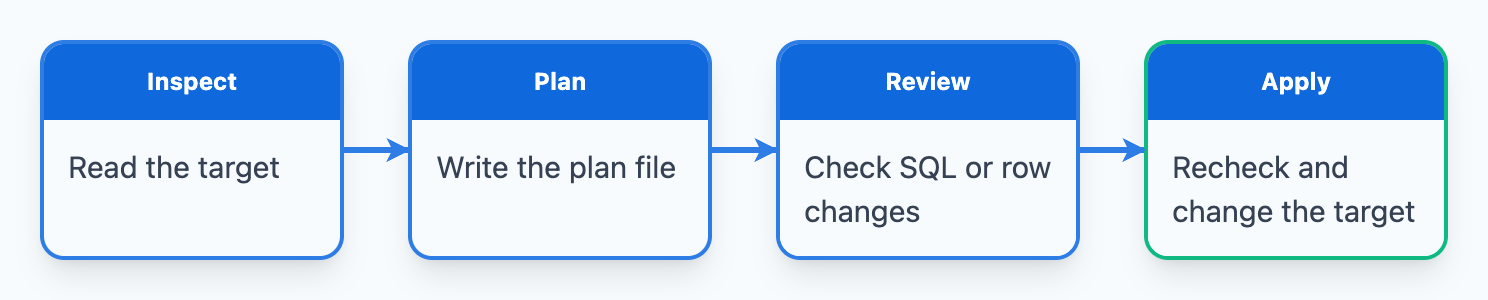 Inspect
Read the target
Plan
Write the plan file
Review
Check SQL or row
changes
Apply
Recheck and
change the target